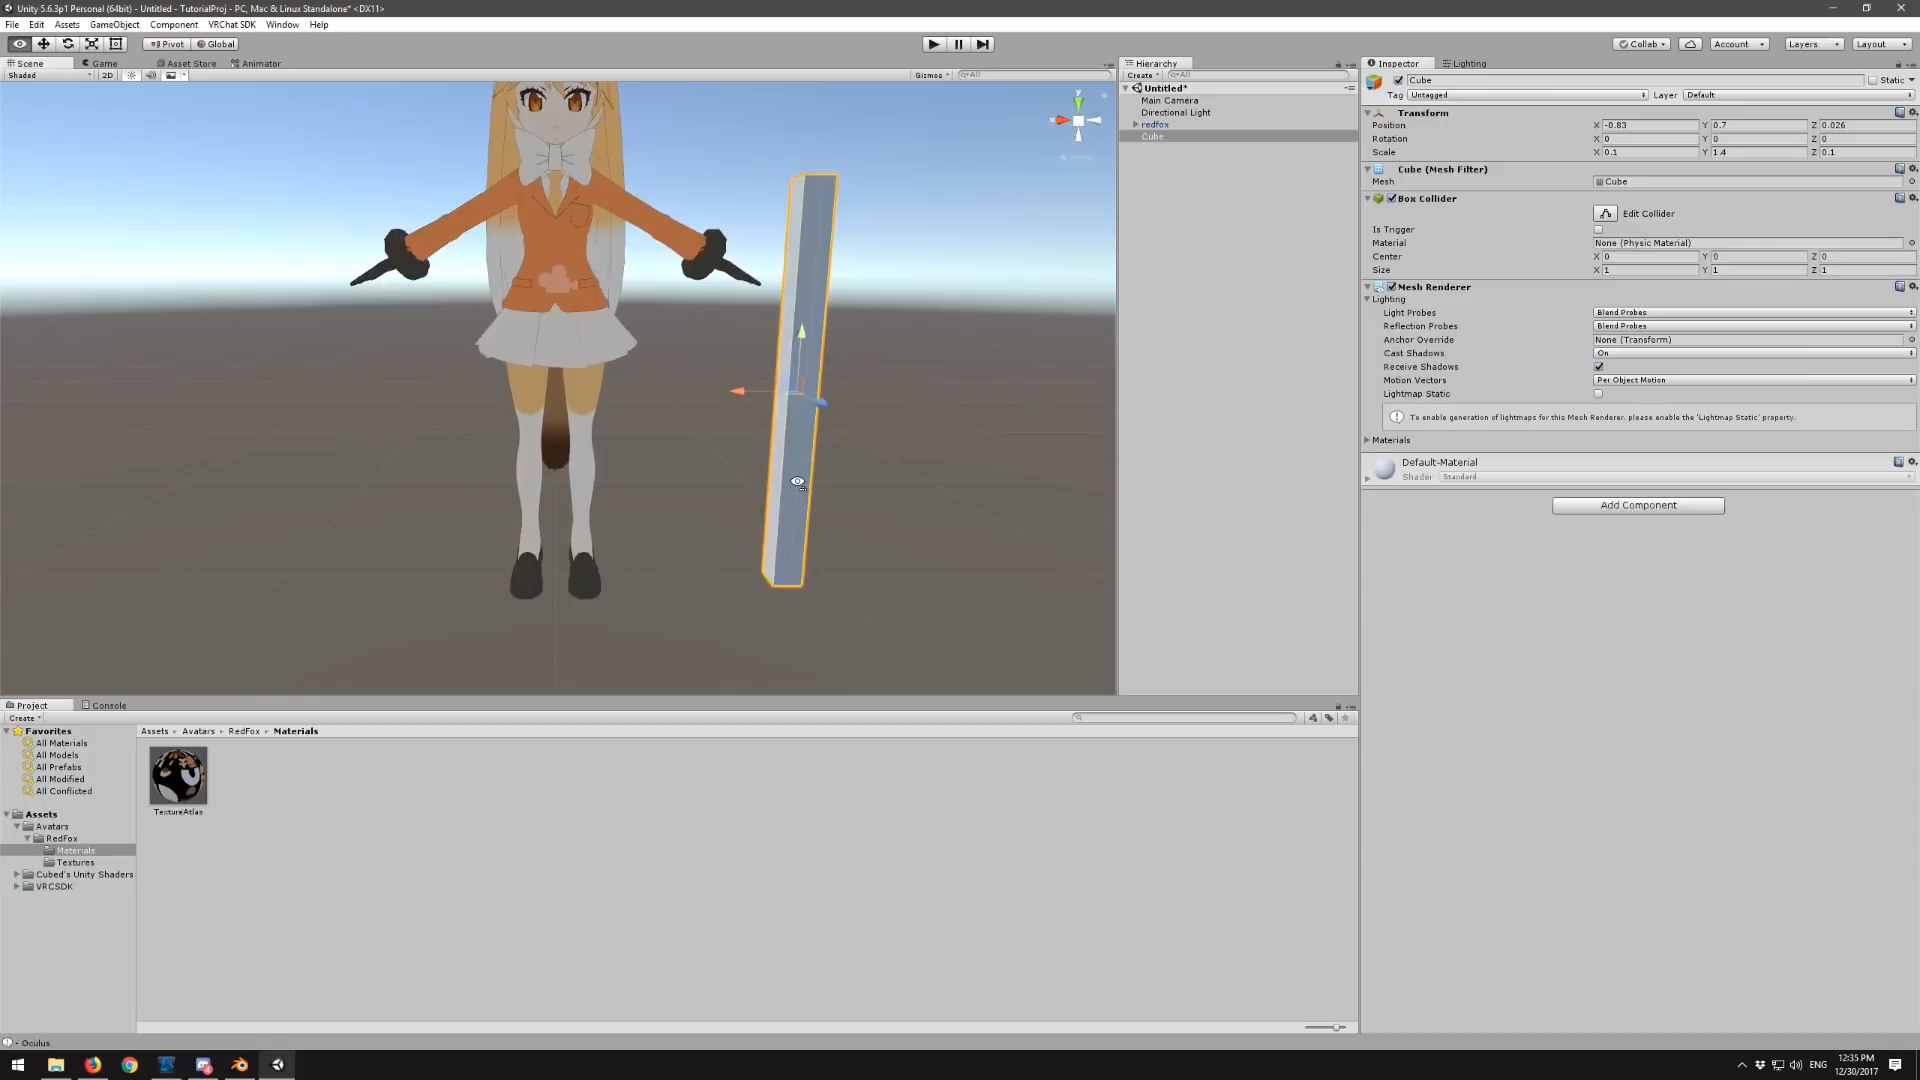 Unity 5.6.3p1 Personal (64bit) - Untitled - TutorialProj - PC, Mac & Linux Standalone* <DX11>
File Edit Assets GameObject Component VRChat SDK Window Help
Pivot Global Collab Account Layers Layout
Scene Game Asset Store Animator
Shaded 2D Gizmos All
Hierarchy
Create All
Untitled*
Main Camera
Directional Light
redfox
Cube
y
Persp
Inspector Lighting
Cube Static
Tag Untagged Layer Default
Transform
Position X -0.83 Y 0.7 Z 0.026
Rotation X 0 Y 0 Z 0
Scale X 0.1 Y 1.4 Z 0.1
Cube (Mesh Filter)
Mesh Cube
Box Collider
Edit Collider
Is Trigger
Material None (Physic Material)
Center X 0 Y 0 Z 0
Size X 1 Y 1 Z 1
Mesh Renderer
Lighting
Light Probes Blend Probes
Reflection Probes Blend Probes
Anchor Override None (Transform)
Cast Shadows On
Receive Shadows
Motion Vectors Per Object Motion
Lightmap Static
To enable generation of lightmaps for this Mesh Renderer, please enable the 'Lightmap Static' property.
Materials
Default-Material
Shader Standard
Add Component
Project Console
Create
Favorites
All Materials
All Models
All Prefabs
All Modified
All Conflicted
Assets
Avatars
RedFox
Materials
Textures
Cubed's Unity Shaders
VRCSDK
Assets Avatars RedFox Materials
TextureAtlas
- Oculus
ENG
12:35 PM
12/30/2017